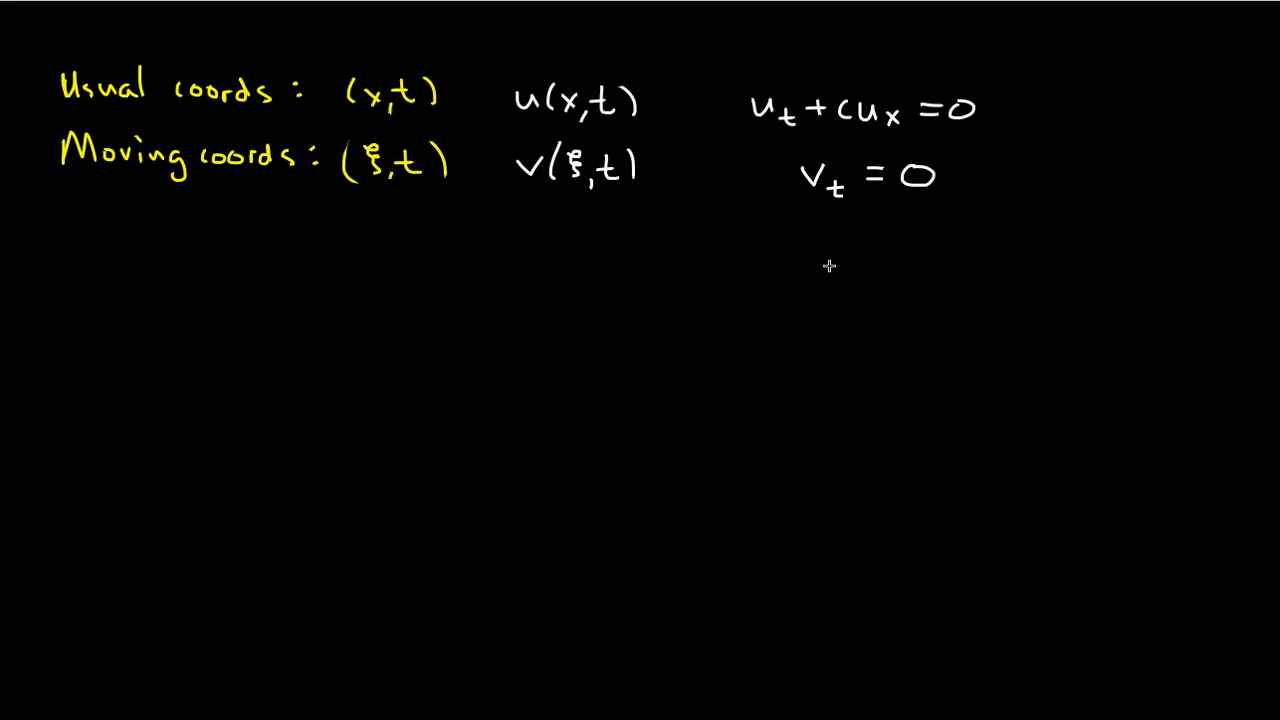 Usual coords: (x,t) u(x,t) u_t + cu_x = 0
Moving coords: (ξ,t) v(ξ,t) v_t = 0